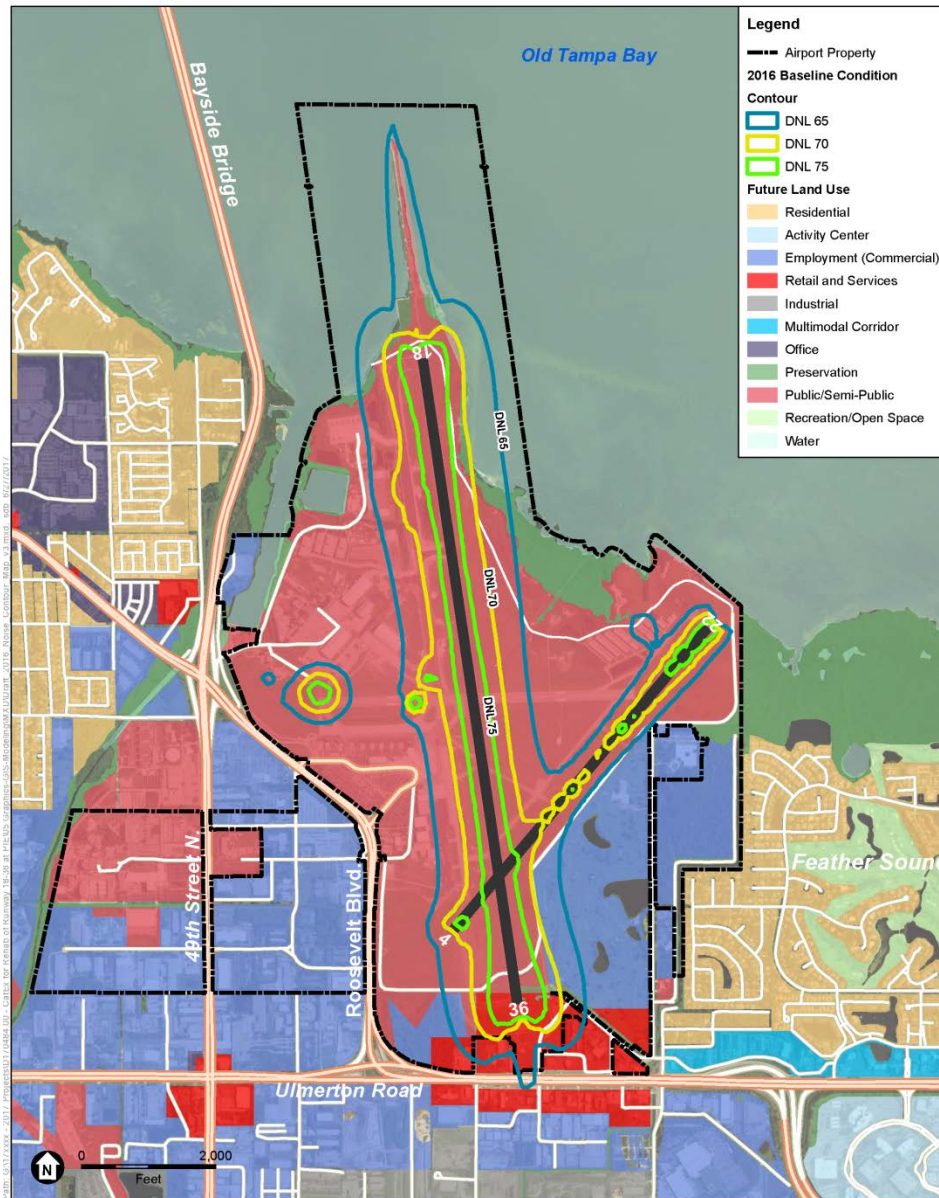 Old Tampa Bay
Bayside Bridge
Legend
Airport Property
2016 Baseline Condition
Contour
DNL 65
DNL 70
DNL 75
Future Land Use
Residential
Activity Center
Employment (Commercial)
Retail and Services
Industrial
Multimodal Corridor
Office
Preservation
Public/Semi-Public
Recreation/Open Space
Water
18
DNL 65
DNL 70
22
DNL 75
Feather Soun
49th Street N.
Roosevelt Blvd.
4
36
Ulmerton Road
N
0 2,000
Feet